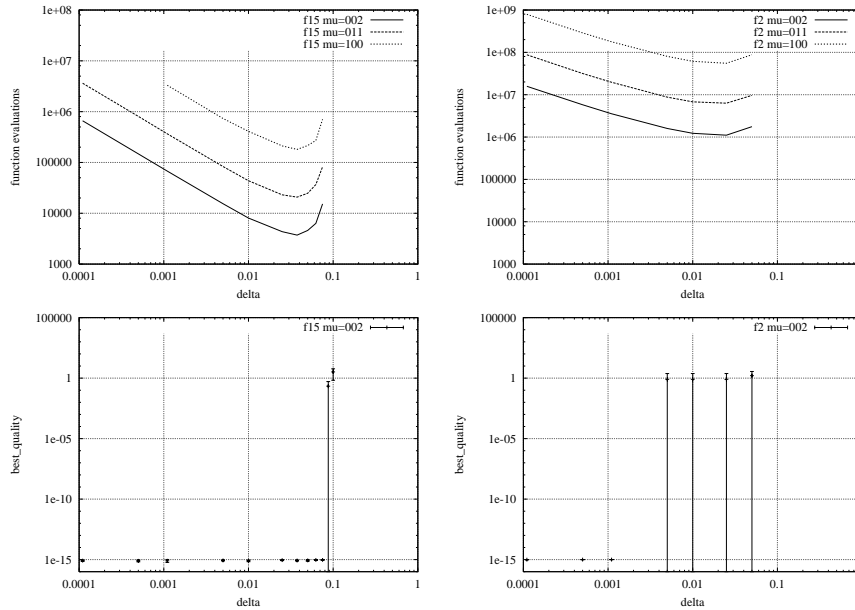 1e+08
1e+07
1e+06
100000
10000
1000
0.0001
0.001
0.01
0.1
1
function evaluations
delta
f15 mu=002
f15 mu=011
f15 mu=100
1e+09
1e+08
1e+07
1e+06
100000
10000
1000
0.0001
0.001
0.01
0.1
function evaluations
delta
f2 mu=002
f2 mu=011
f2 mu=100
100000
1
1e-05
1e-10
1e-15
0.0001
0.001
0.01
0.1
1
best_quality
delta
f15 mu=002
100000
1
1e-05
1e-10
1e-15
0.0001
0.001
0.01
0.1
best_quality
delta
f2 mu=002